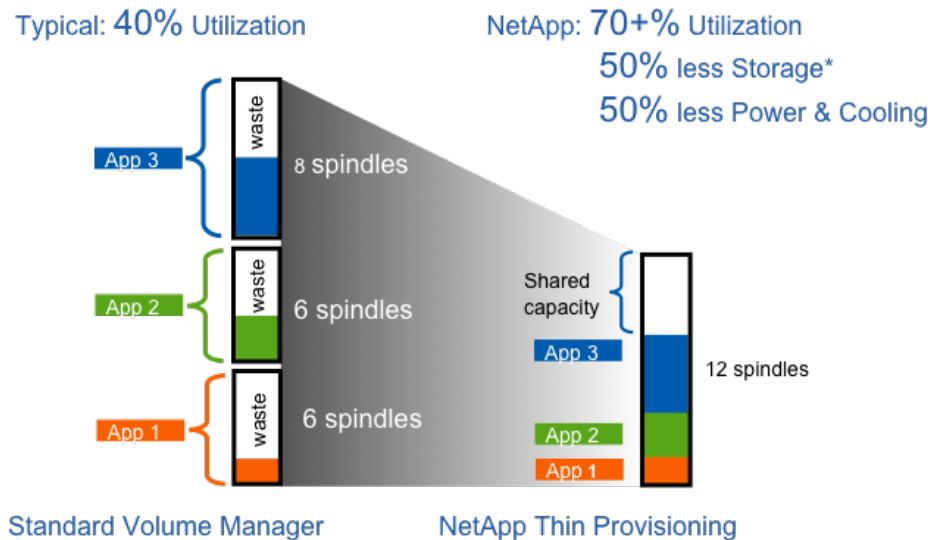 Typical: 40% Utilization
NetApp: 70+% Utilization
50% less Storage*
50% less Power & Cooling
waste
App 3
8 spindles
waste
App 2
6 spindles
waste
App 1
6 spindles
Shared
capacity
App 3
12 spindles
App 2
App 1
Standard Volume Manager
NetApp Thin Provisioning